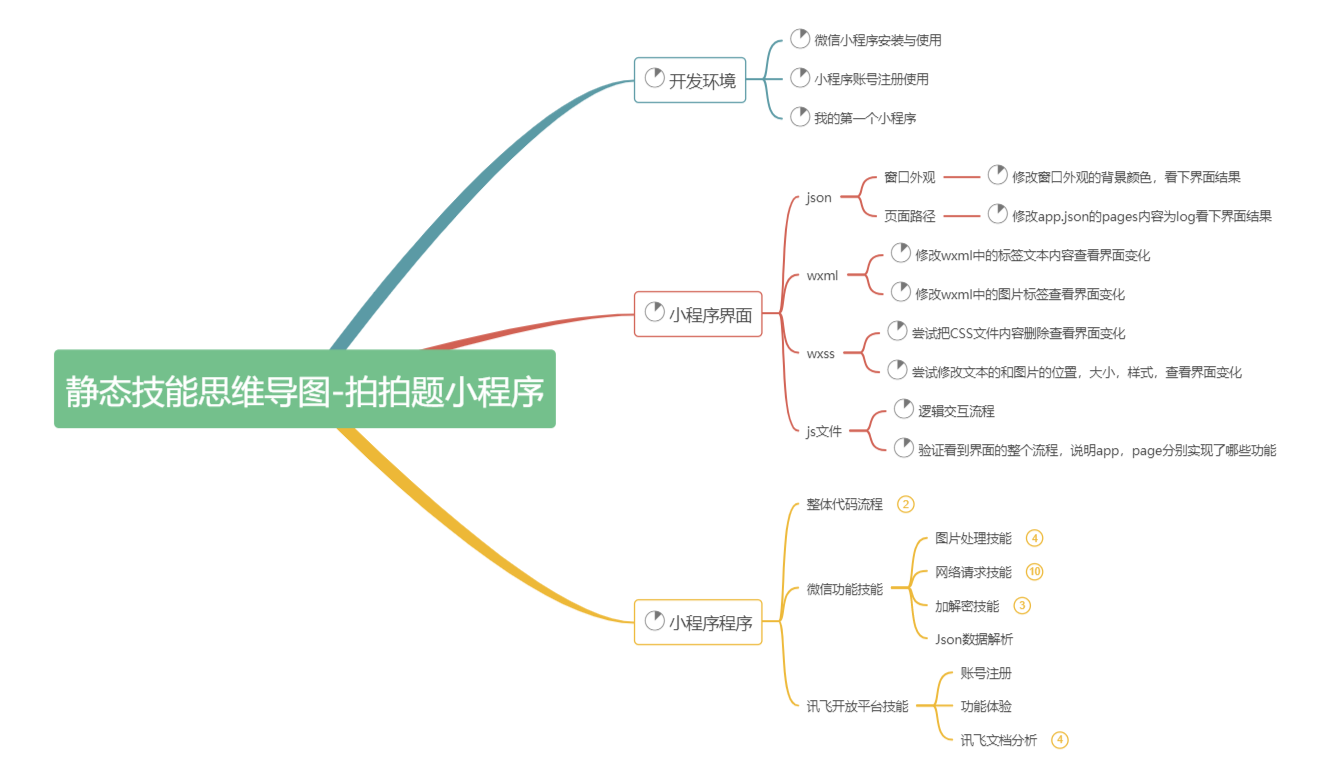 静态技能思维导图-拍拍题小程序
开发环境
微信小程序安装与使用
小程序账号注册使用
我的第一个小程序
小程序界面
json
窗口外观
修改窗口外观的背景颜色，看下界面结果
页面路径
修改app.json的pages内容为log看下界面结果
wxml
修改wxml中的标签文本内容查看界面变化
修改wxml中的图片标签查看界面变化
wxss
尝试把CSS文件内容删除查看界面变化
尝试修改文本的和图片的位置，大小，样式，查看界面变化
js文件
逻辑交互流程
验证看到界面的整个流程，说明app，page分别实现了哪些功能
小程序程序
整体代码流程 2
微信功能技能
图片处理技能 4
网络请求技能 10
加解密技能 3
Json数据解析
讯飞开放平台技能
账号注册
功能体验
讯飞文档分析 4